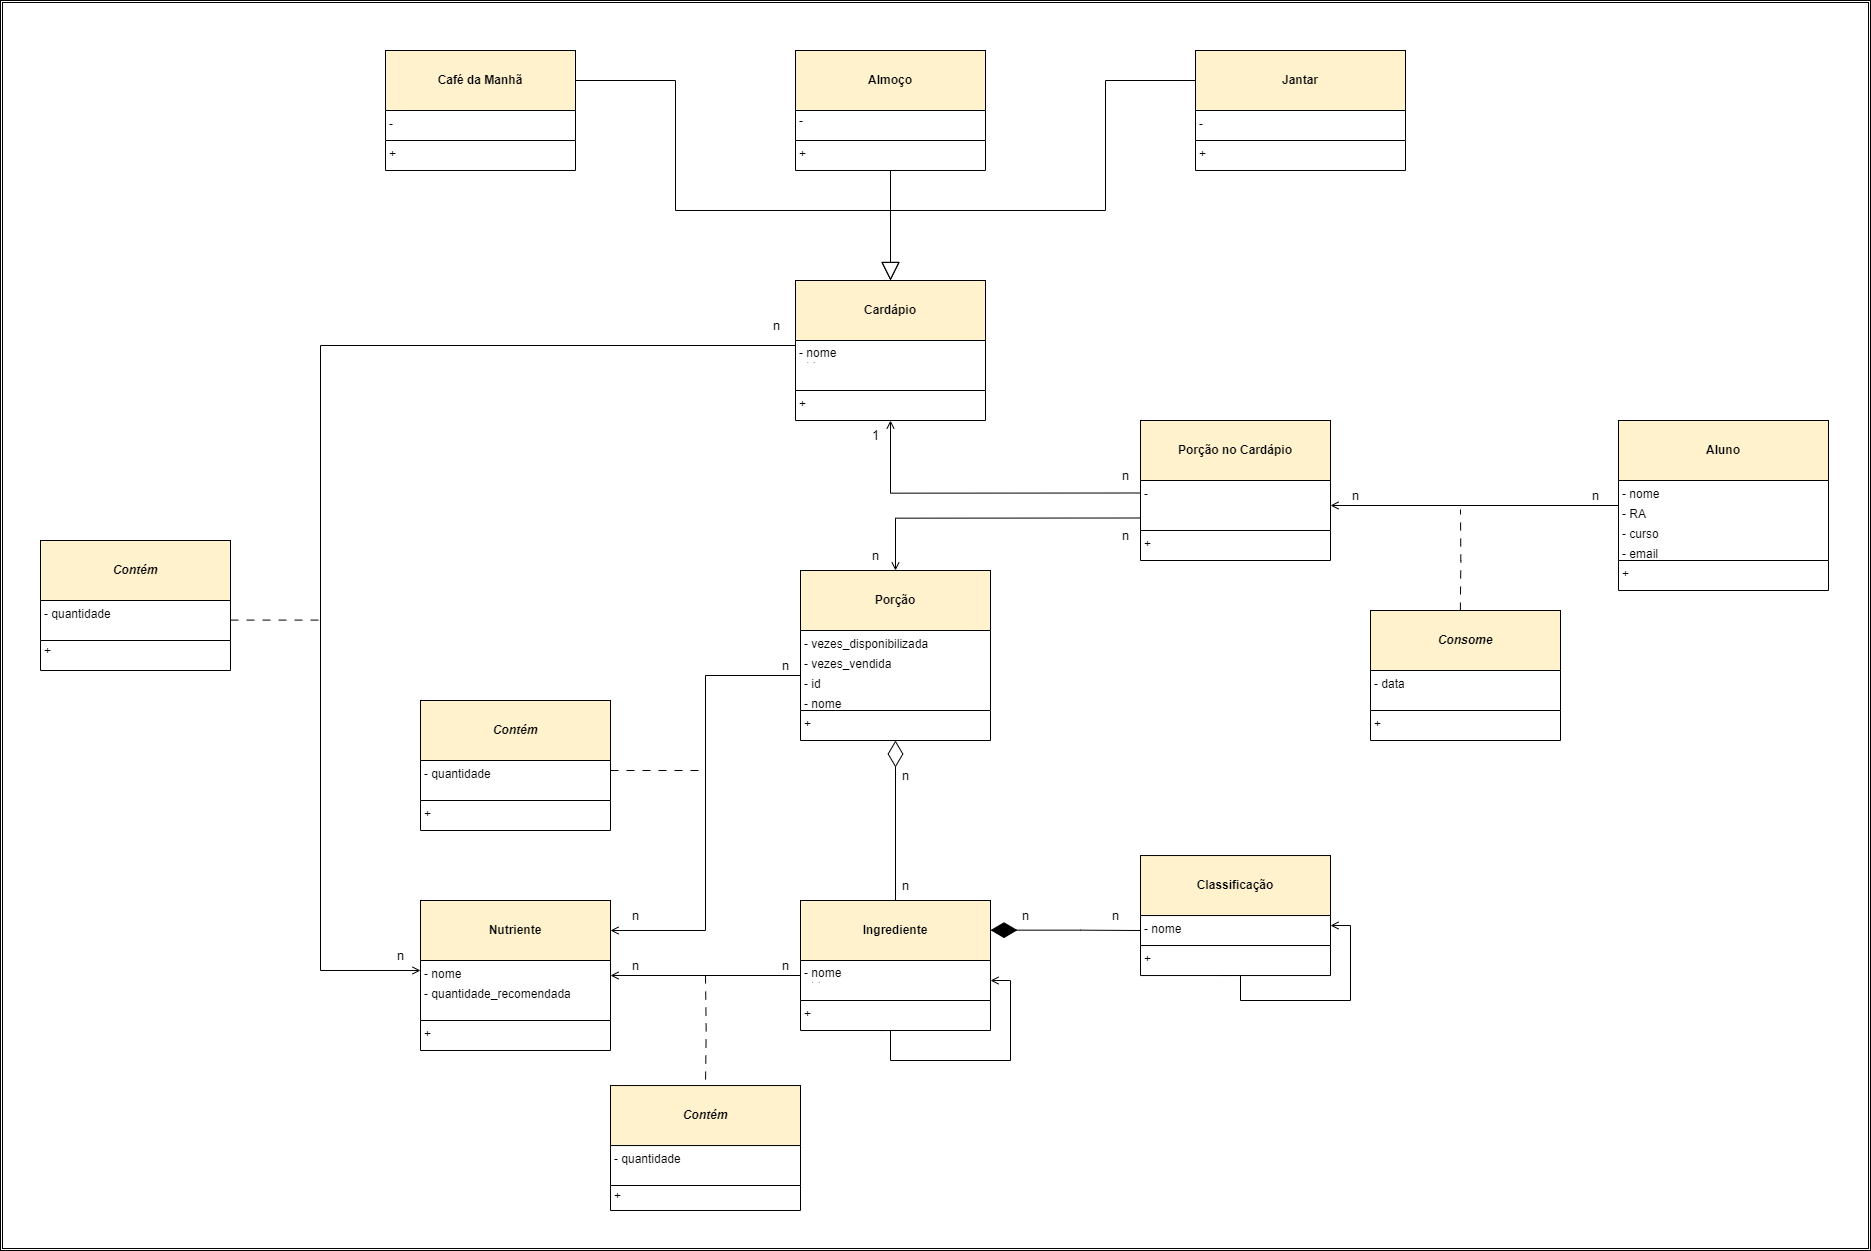 Café da Manhã
-
+
Almoço
-
+
Jantar
-
+
Cardápio
- nome
+
n
1
Porção no Cardápio
-
+
n
n
Aluno
- nome
- RA
- curso
- email
+
n
n
Contém
- quantidade
+
n
Porção
- vezes_disponibilizada
- vezes_vendida
- id
- nome
+
n
Consome
- data
+
Contém
- quantidade
+
n
n
Classificação
- nome
+
n
n
Nutriente
- nome
- quantidade_recomendada
+
n
n
n
n
Ingrediente
- nome
+
Contém
- quantidade
+